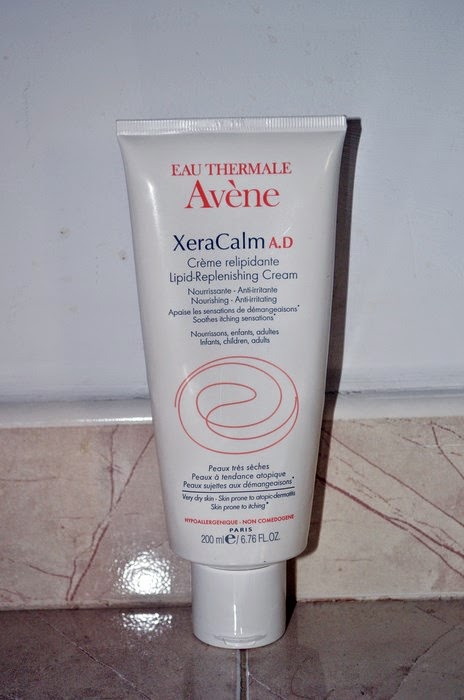 EAU THERMALE
Avène
XeraCalm A.D
Crème relipidante
Lipid-Replenishing Cream
Nourrissante - Anti-irritante
Nourishing - Anti-irritating
Apaise les sensations de démangeaisons*
Soothes itching sensations*
Nourrissons, enfants, adultes
Infants, children, adults
Peaux très sèches
Peaux à tendance atopique
Peaux sujettes aux démangeaisons*
Very dry skin - Skin prone to atopic-dermatitis
Skin prone to itching*
HYPOALLERGENIQUE - NON COMEDOGENE
PARIS
200 ml e / 6.76 FL.OZ.